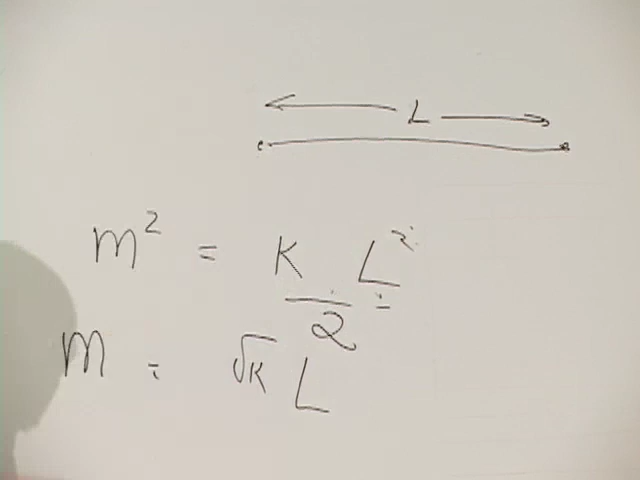 L
m² = K/2 L²
m = √K L